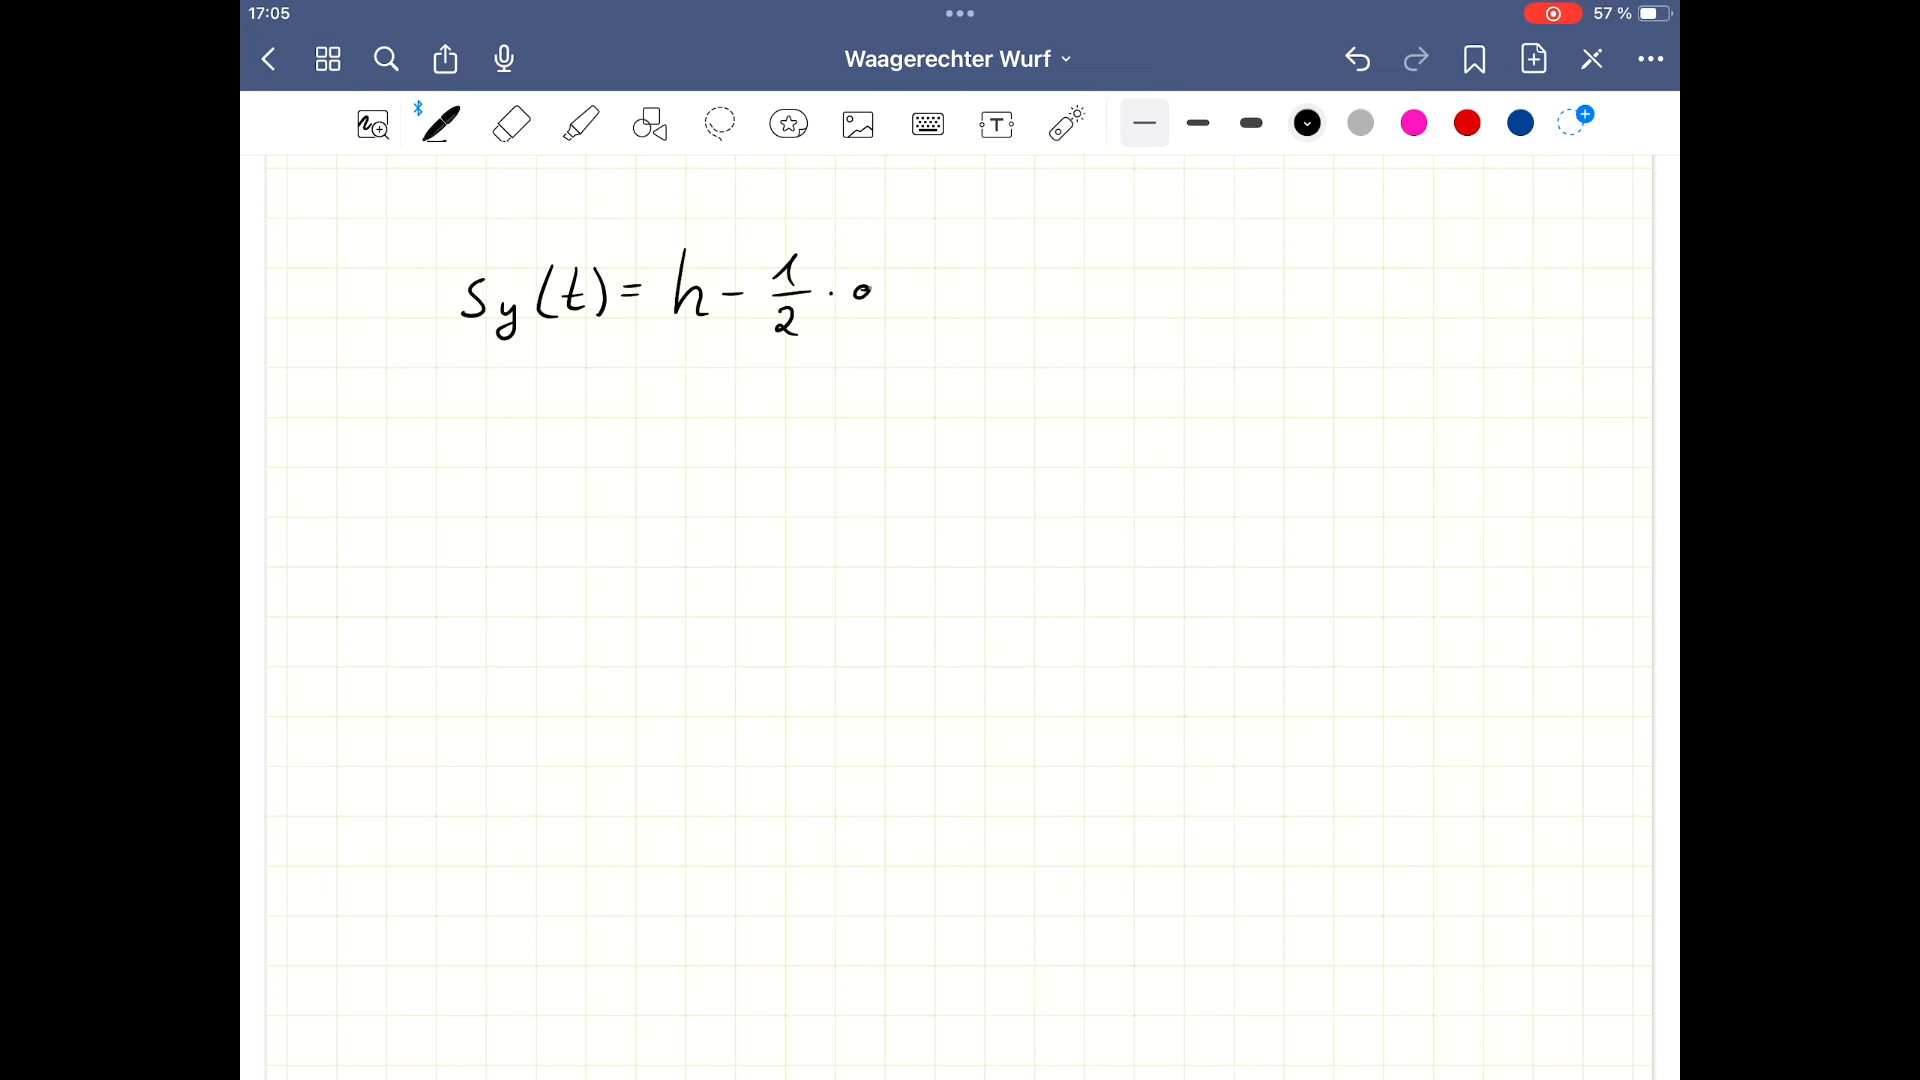 17:05
57 %
Waagerechter Wurf
T
s_y(t) = h - 1/2 ·